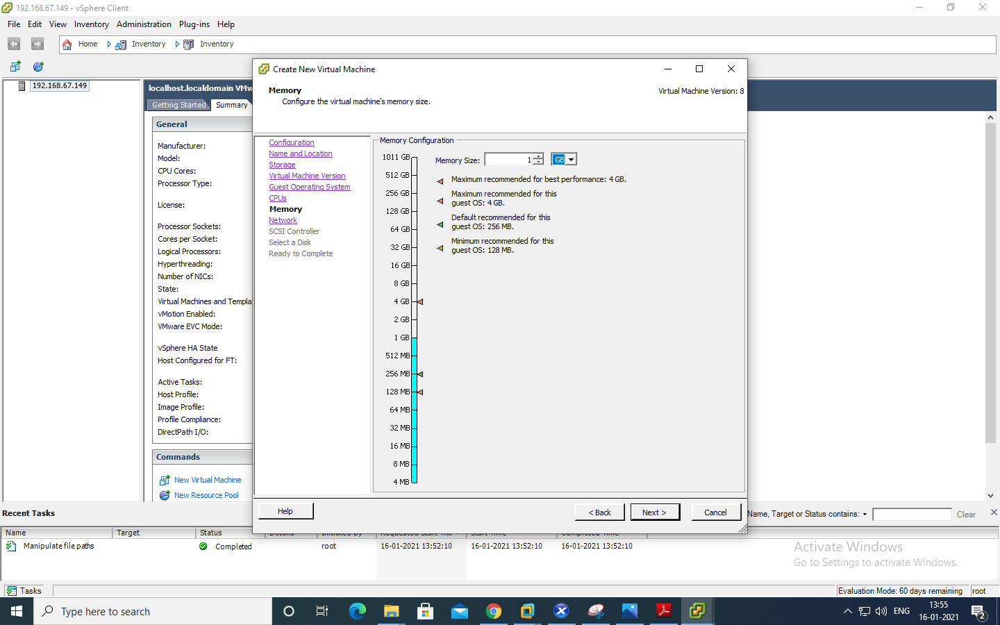 192.168.67.149 - vSphere Client
File Edit View Inventory Administration Plug-ins Help
Home Inventory Inventory
192.168.67.149
localhost.localdomain VMw
Getting Started Summary
General
Manufacturer:
Model:
CPU Cores:
Processor Type:
License:
Processor Sockets:
Cores per Socket:
Logical Processors:
Hyperthreading:
Number of NICs:
State:
Virtual Machines and Templa
vMotion Enabled:
VMware EVC Mode:
vSphere HA State
Host Configured for FT:
Active Tasks:
Host Profile:
Image Profile:
Profile Compliance:
DirectPath I/O:
Commands
New Virtual Machine
New Resource Pool
Create New Virtual Machine
Memory
Configure the virtual machine's memory size.
Virtual Machine Version: 8
Configuration
Name and Location
Storage
Virtual Machine Version
Guest Operating System
CPUs
Memory
Network
SCSI Controller
Select a Disk
Ready to Complete
Memory Configuration
1011 GB
512 GB
256 GB
128 GB
64 GB
32 GB
16 GB
8 GB
4 GB
2 GB
1 GB
512 MB
256 MB
128 MB
64 MB
32 MB
16 MB
8 MB
4 MB
Memory Size: 1 GB
Maximum recommended for best performance: 4 GB.
Maximum recommended for this
guest OS: 4 GB.
Default recommended for this
guest OS: 256 MB.
Minimum recommended for this
guest OS: 128 MB.
Help < Back Next > Cancel
Recent Tasks
Name, Target or Status contains: Clear
Name Target Status Details Initiated by Requested Start Ti... Start Time Completed Time
Manipulate file paths Completed root 16-01-2021 13:52:10 16-01-2021 13:52:10 16-01-2021 13:52:10
Activate Windows
Go to Settings to activate Windows.
Tasks Evaluation Mode: 60 days remaining root
Type here to search
ENG
13:55
16-01-2021
2